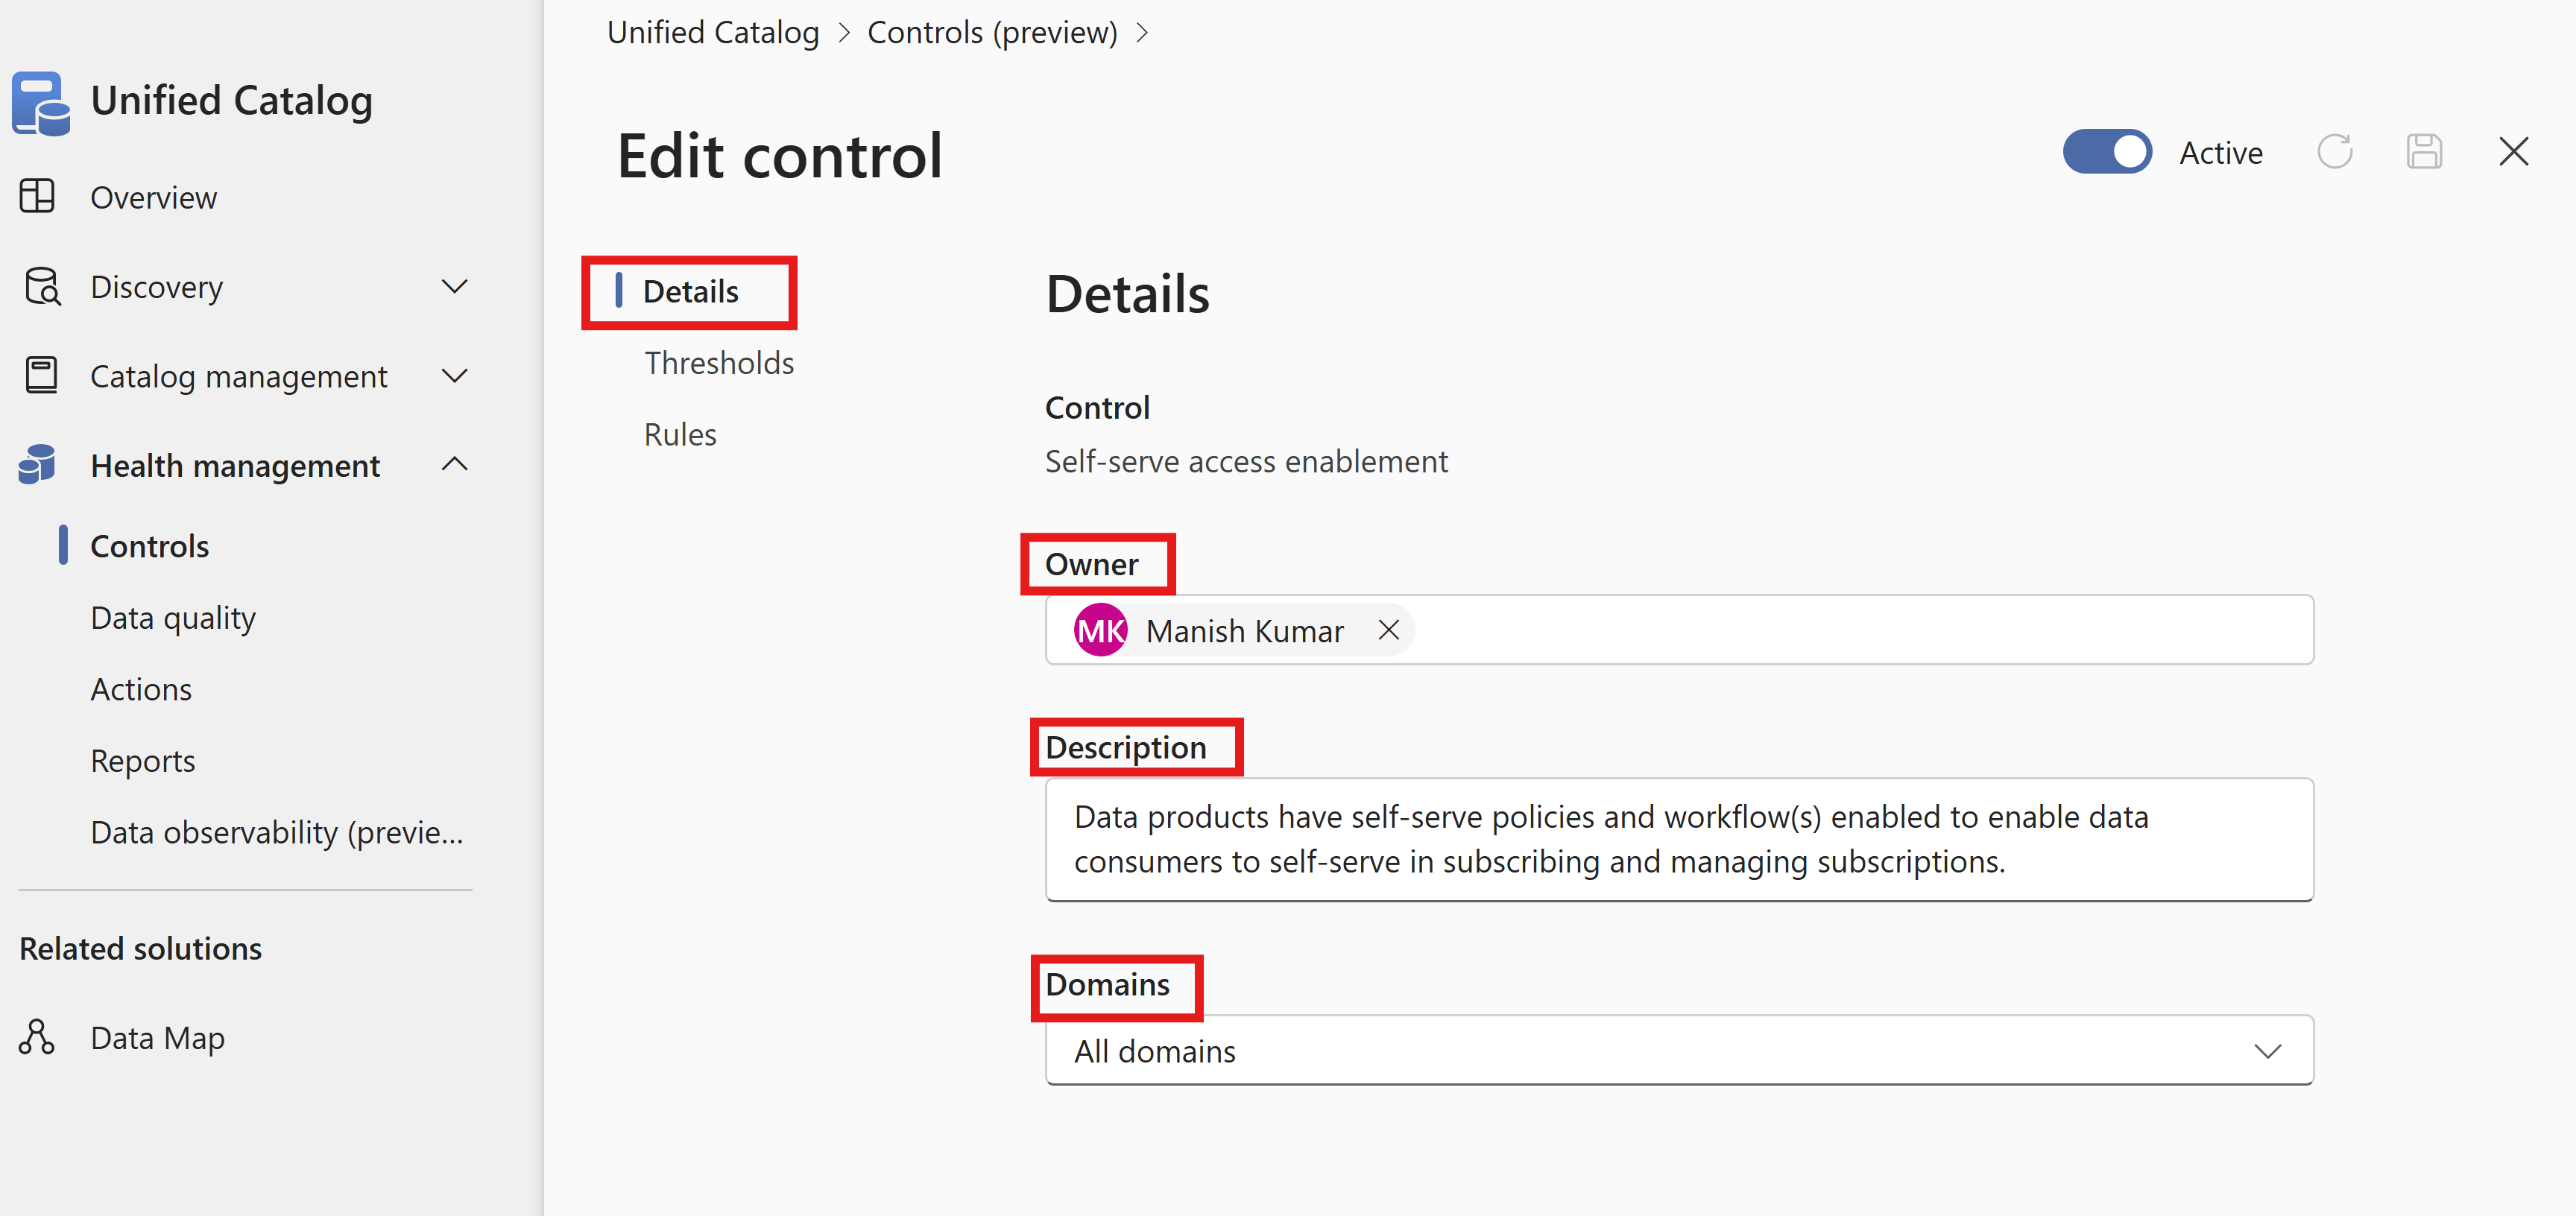 Unified Catalog
Overview
Discovery
Catalog management
Health management
Controls
Data quality
Actions
Reports
Data observability (previe...
Related solutions
Data Map
Unified Catalog > Controls (preview) >
Edit control
Active
Details
Thresholds
Rules
Details
Control
Self-serve access enablement
Owner
MK Manish Kumar
Description
Data products have self-serve policies and workflow(s) enabled to enable data
consumers to self-serve in subscribing and managing subscriptions.
Domains
All domains